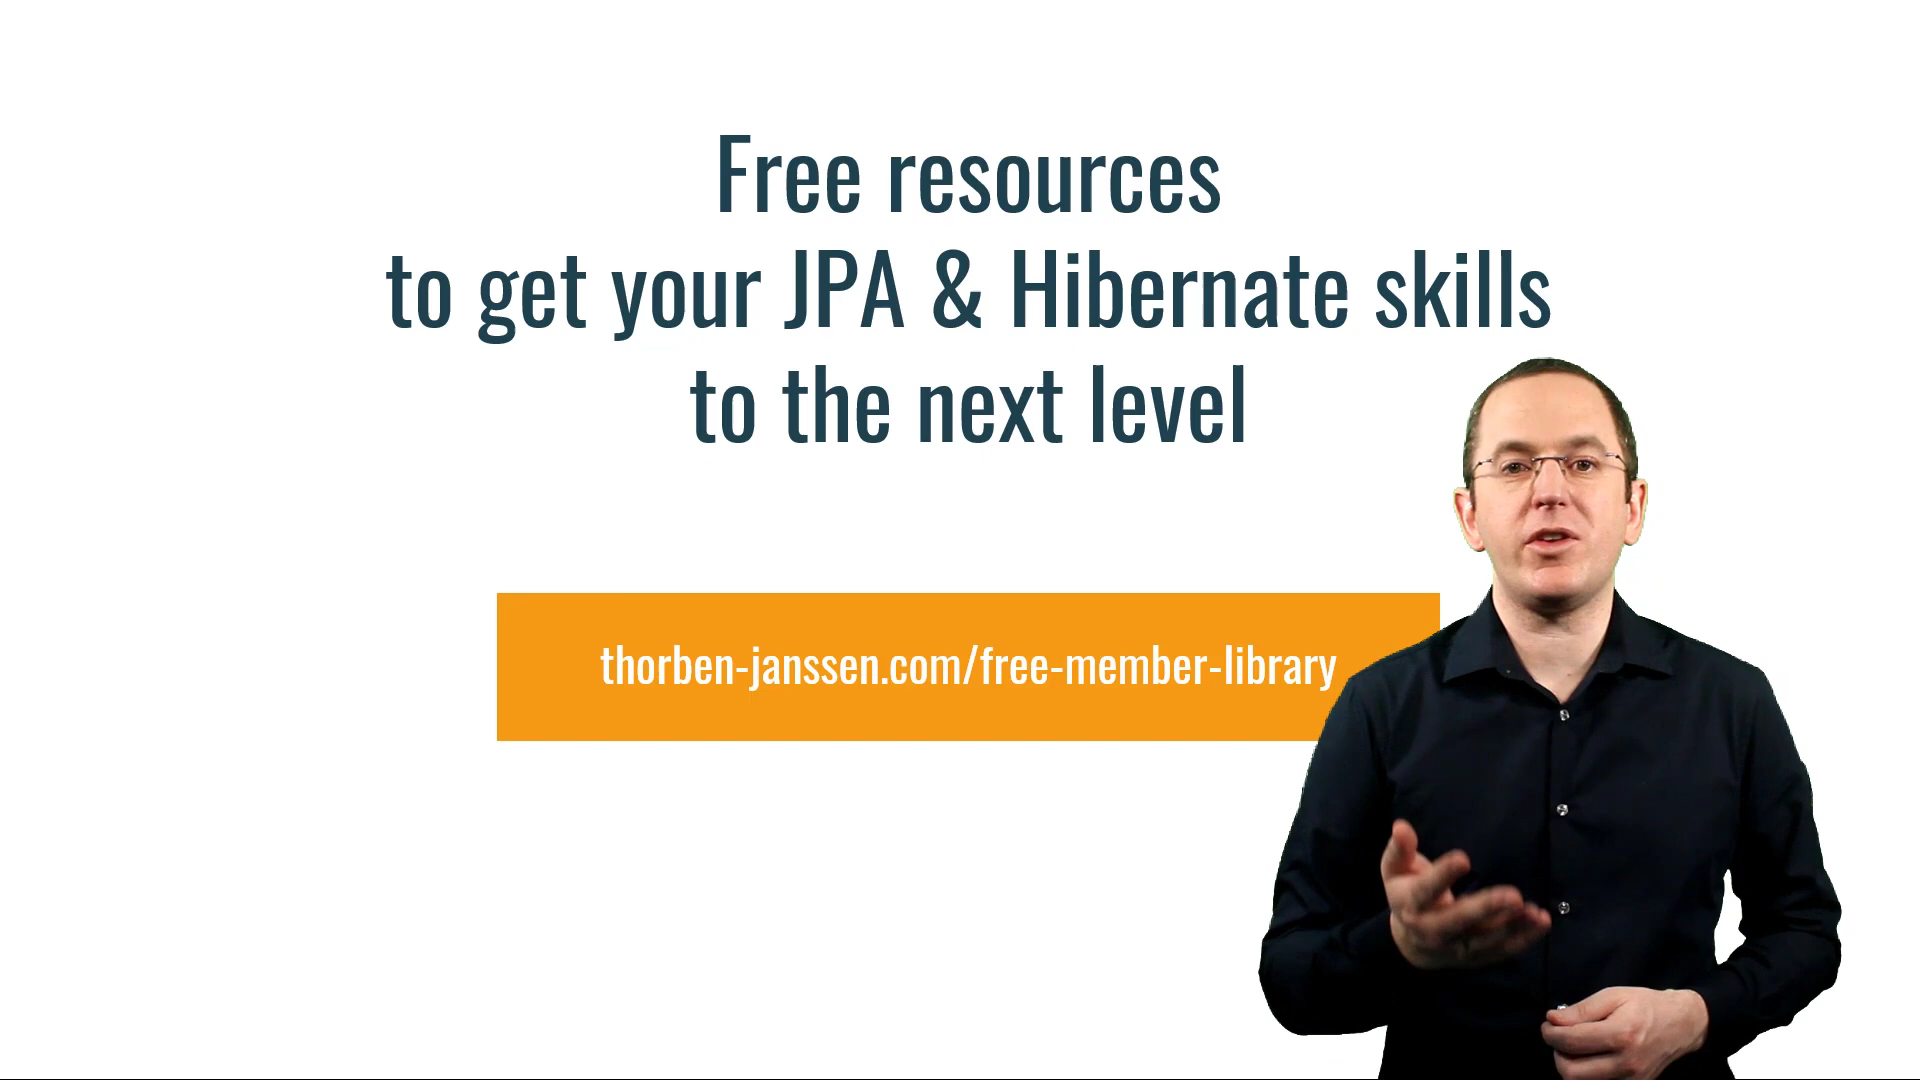 Free resources
to get your JPA & Hibernate skills
to the next level
thorben-janssen.com/free-member-library